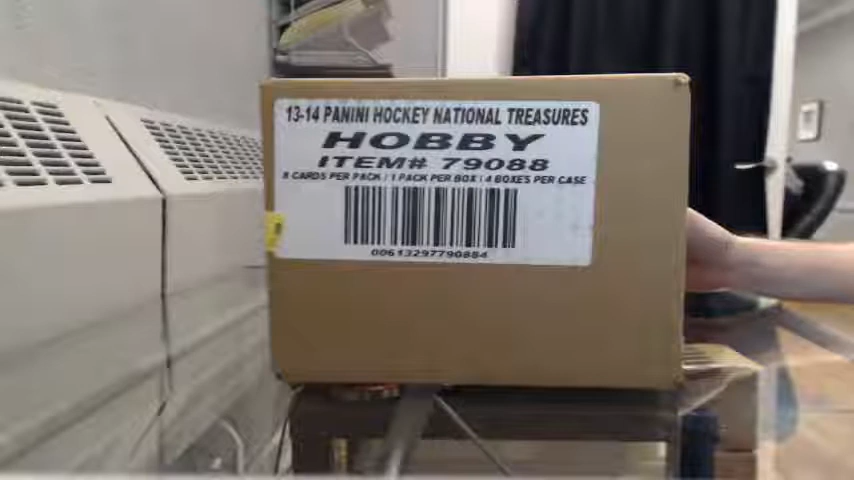 13-14 PANINI HOCKEY NATIONAL TREASURES
HOBBY
ITEM# 79088
8 CARDS PER PACK / 1 PACK PER BOX / 4 BOXES PER CASE
00613297790884